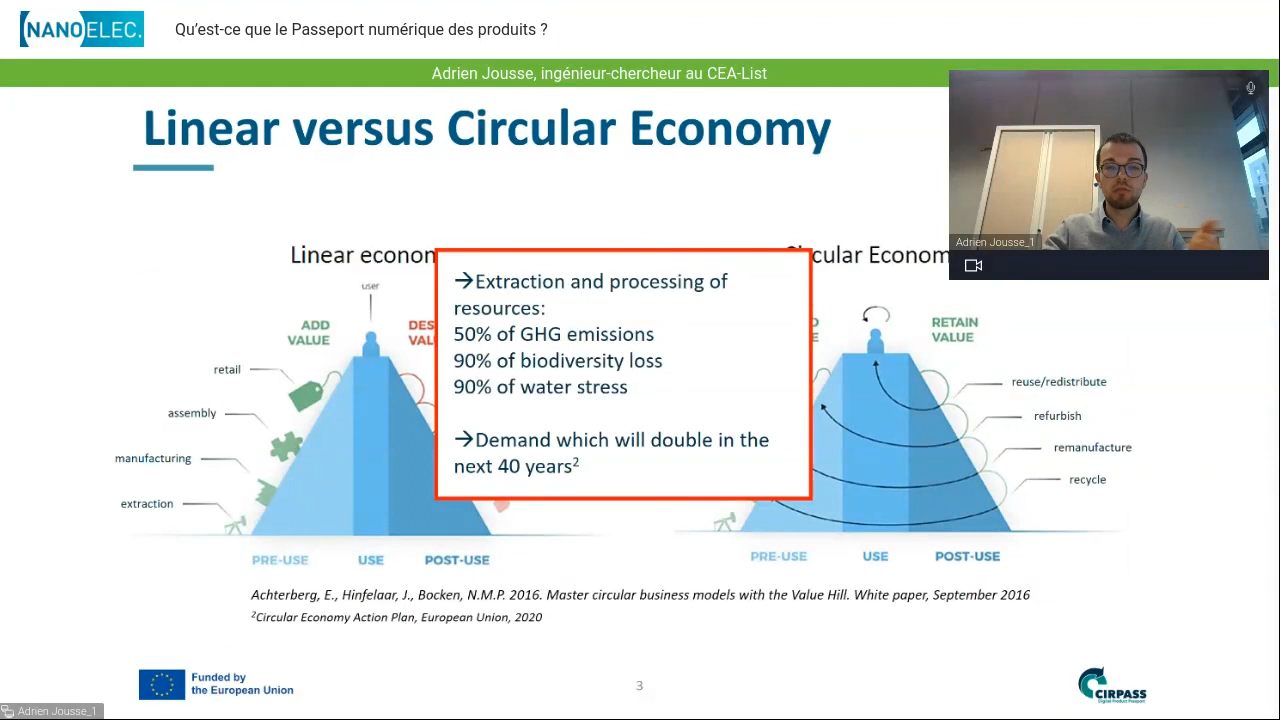 (NANOELEC.
Qu'est-ce que le Passeport numérique des produits ?
Adrien Jousse, ingénieur-chercheur au CEA-List
Linear versus Circular Economy
Adrien Jousse_1
Linear econom
cular Econom
→Extraction and processing of
resources:
50% of GHG emissions
90% of biodiversity loss
90% of water stress
→Demand which will double in the
next 40 years²
user
ADD
VALUE
DES
VAL
retail
assembly
manufacturing
extraction
PRE-USE USE POST-USE
RETAIN
VALUE
reuse/redistribute
refurbish
remanufacture
recycle
PRE-USE USE POST-USE
Achterberg, E., Hinfelaar, J., Bocken, N.M.P. 2016. Master circular business models with the Value Hill. White paper, September 2016
²Circular Economy Action Plan, European Union, 2020
Funded by
the European Union
3
CIRPASS
Digital Product Passport
Adrien Jousse_1